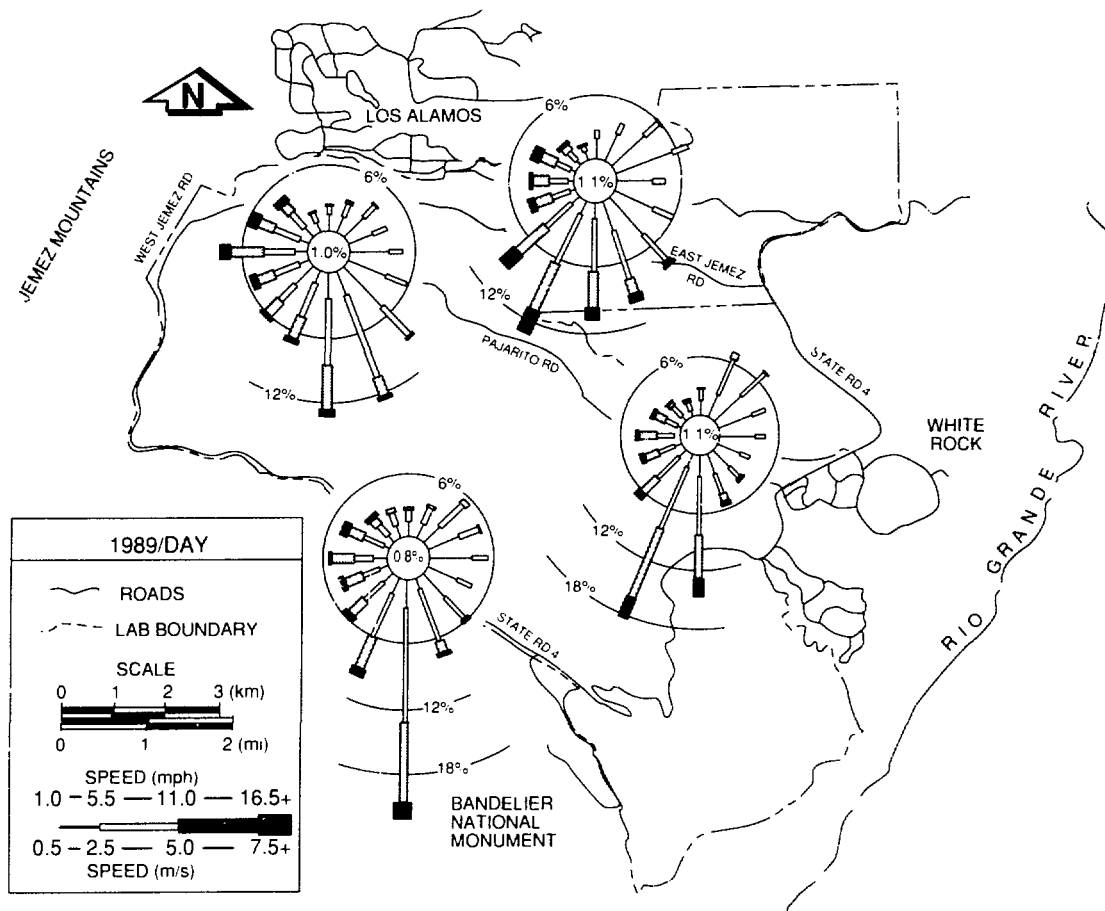 N
LOS ALAMOS
JEMEZ MOUNTAINS
WEST JEMEZ RD
6%
1.0%
12%
6%
1.1%
12%
EAST JEMEZ
RD
PAJARITO RD
STATE RD 4
6%
1.1%
12%
18%
WHITE
ROCK
RIO GRANDE RIVER
6%
0.8%
12%
18%
STATE RD 4
BANDELIER
NATIONAL
MONUMENT
1989/DAY
ROADS
LAB BOUNDARY
SCALE
0 1 2 3 (km)
0 1 2 (mi)
SPEED (mph)
1.0 – 5.5 — 11.0 — 16.5+
0.5 – 2.5 — 5.0 — 7.5+
SPEED (m/s)